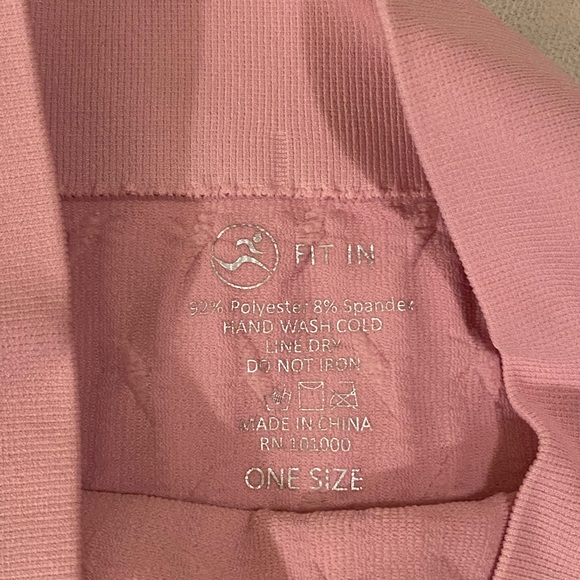 FIT IN
92% Polyester 8% Spandex
HAND WASH COLD
LINE DRY
DO NOT IRON
MADE IN CHINA
RN 101000
ONE SIZE